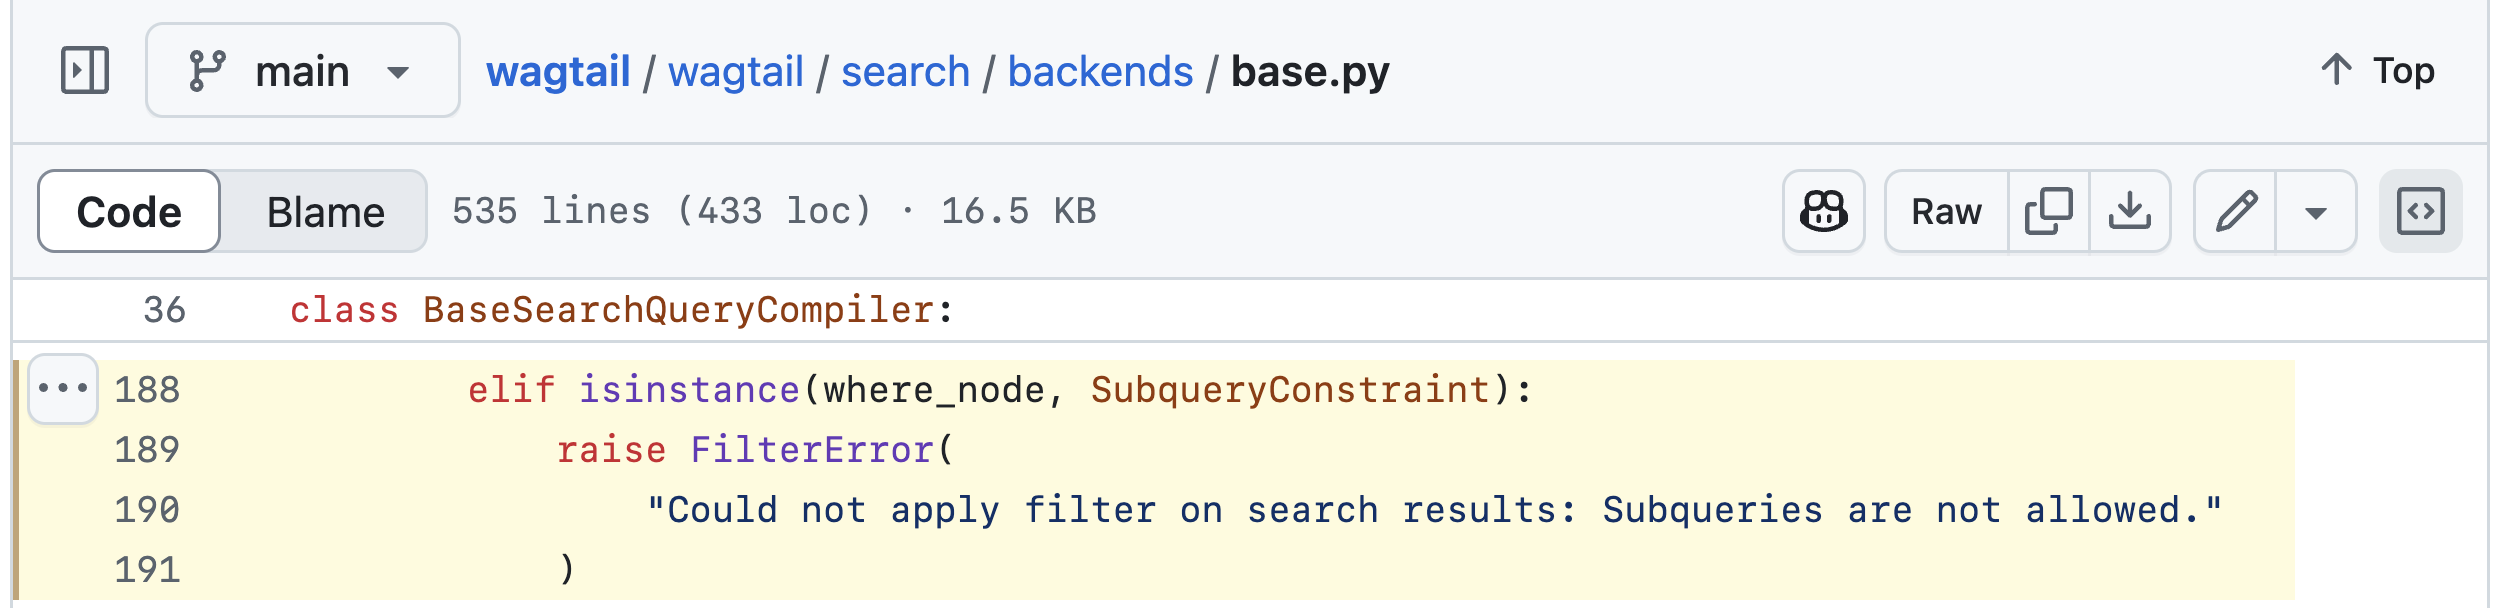 main wagtail / wagtail / search / backends / base.py Top
Code Blame 535 lines (433 loc) · 16.5 KB Raw
36 class BaseSearchQueryCompiler:
188 elif isinstance(where_node, SubqueryConstraint):
189 raise FilterError(
190 "Could not apply filter on search results: Subqueries are not allowed."
191 )